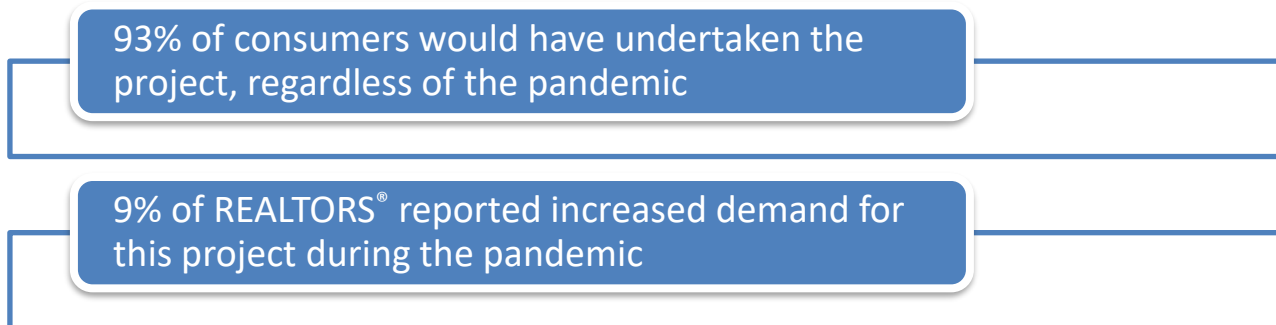 93% of consumers would have undertaken the
project, regardless of the pandemic
9% of REALTORS® reported increased demand for
this project during the pandemic